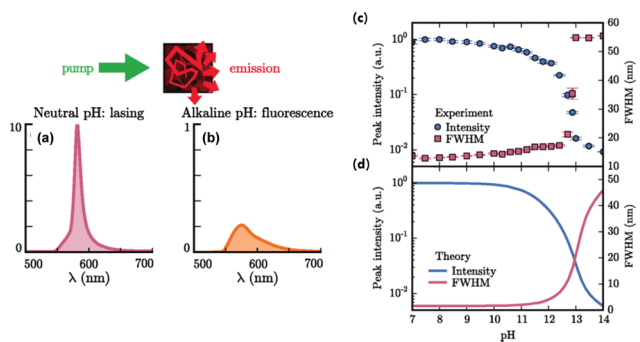 pump
emission
Neutral pH: lasing
Alkaline pH: fluorescence
(a)
(b)
10
0
1
0
500 600 700
500 600 700
λ (nm)
λ (nm)
(c)
Peak intensity (a.u.)
10⁰
10⁻¹
10⁻²
Experiment
Intensity
FWHM
60
50
40
30
20
10
FWHM (nm)
(d)
Peak intensity (a.u.)
10⁰
10⁻¹
10⁻²
Theory
Intensity
FWHM
50
40
30
20
10
0
FWHM (nm)
7 8 9 10 11 12 13 14
pH